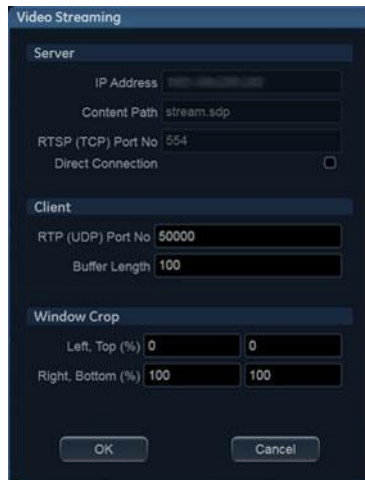 Video Streaming
Server
IP Address
Content Path stream.sdp
RTSP (TCP) Port No 554
Direct Connection
Client
RTP (UDP) Port No 50000
Buffer Length 100
Window Crop
Left, Top (%) 0 0
Right, Bottom (%) 100 100
OK Cancel